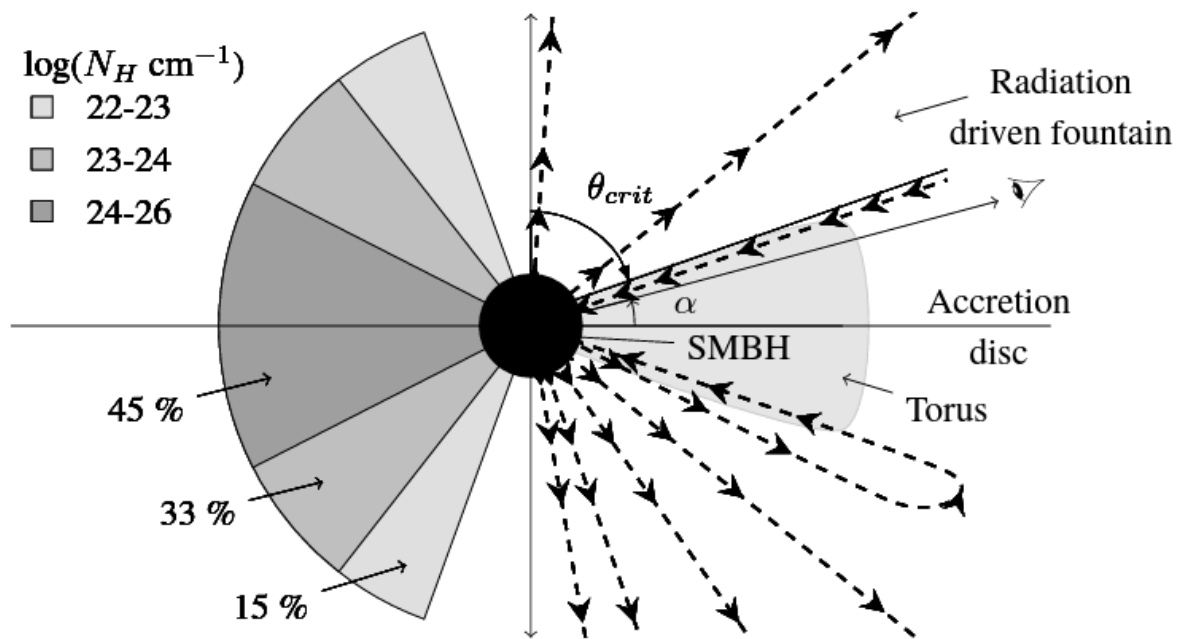 log(N_H cm⁻¹)
22-23
23-24
24-26
45 %
33 %
15 %
θ_crit
α
Radiation
driven fountain
Accretion
disc
SMBH
Torus